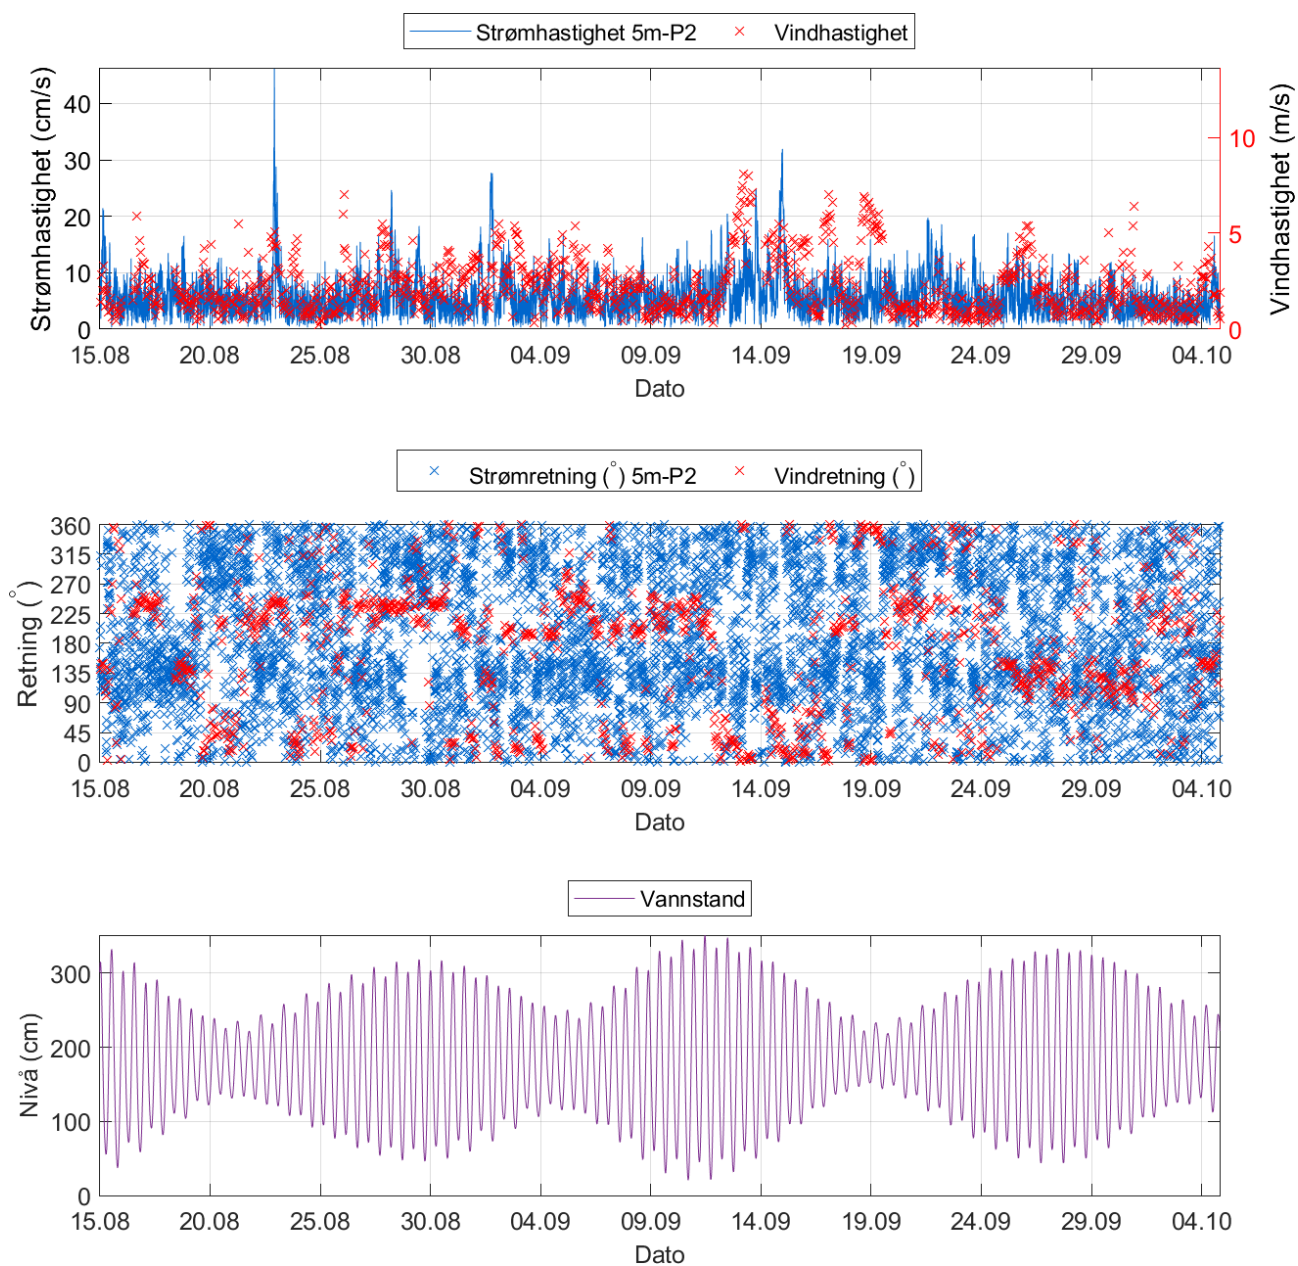 Strømhastighet 5m-P2 Vindhastighet
Strømhastighet (cm/s)
40
30
20
10
0
10
5
0
Vindhastighet (m/s)
15.08 20.08 25.08 30.08 04.09 09.09 14.09 19.09 24.09 29.09 04.10
Dato
Strømretning (°) 5m-P2 Vindretning (°)
Retning (°)
360
315
270
225
180
135
90
45
0
15.08 20.08 25.08 30.08 04.09 09.09 14.09 19.09 24.09 29.09 04.10
Dato
Vannstand
Nivå (cm)
300
200
100
0
15.08 20.08 25.08 30.08 04.09 09.09 14.09 19.09 24.09 29.09 04.10
Dato